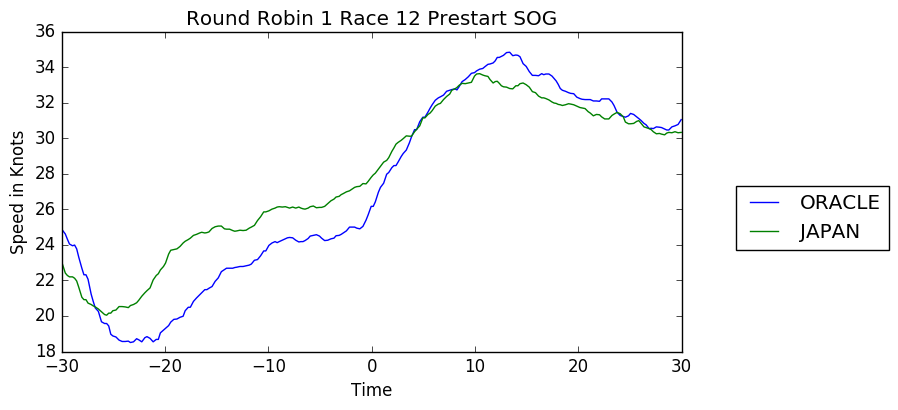 Round Robin 1 Race 12 Prestart SOG
36
34
32
30
28
26
24
22
20
18
Speed in Knots
−30 −20 −10 0 10 20 30
Time
ORACLE
JAPAN